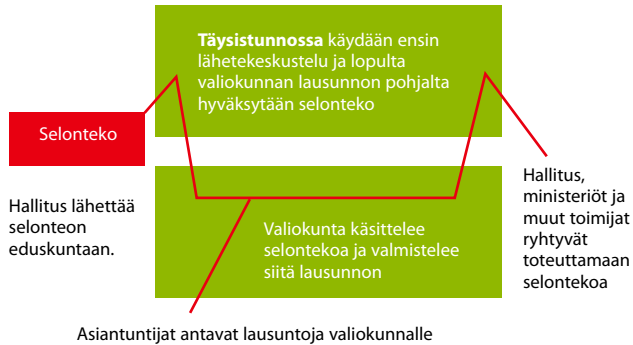 Täysistunnossa käydään ensin
lähetekeskustelu ja lopulta
valiokunnan lausunnon pohjalta
hyväksytään selonteko
Selonteko
Hallitus lähettää
selonteon
eduskuntaan.
Valiokunta käsittelee
selontekoa ja valmistelee
siitä lausunnon
Hallitus,
ministeriöt ja
muut toimijat
ryhtyvät
toteuttamaan
selontekoa
Asiantuntijat antavat lausuntoja valiokunnalle